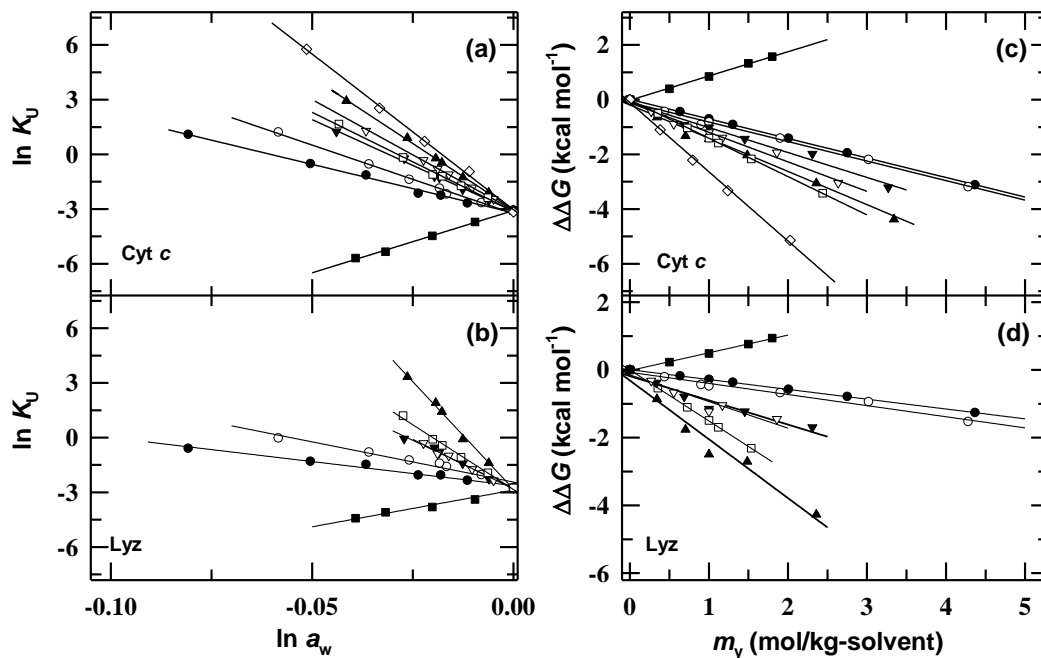 (a)
6
3
0
-3
-6
ln K_U
Cyt c
(b)
6
3
0
-3
-6
ln K_U
Lyz
-0.10
-0.05
0.00
ln a_w
(c)
2
0
-2
-4
-6
ΔΔG (kcal mol⁻¹)
Cyt c
(d)
2
0
-2
-4
-6
ΔΔG (kcal mol⁻¹)
Lyz
0
1
2
3
4
5
m_γ (mol/kg-solvent)